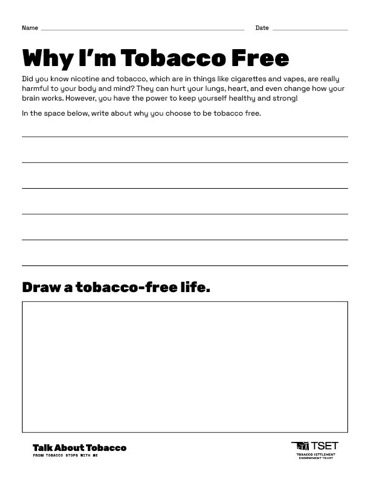 Name Date
Why I'm Tobacco Free
Did you know nicotine and tobacco, which are in things like cigarettes and vapes, are really
harmful to your body and mind? They can hurt your lungs, heart, and even change how your
brain works. However, you have the power to keep yourself healthy and strong!
In the space below, write about why you choose to be tobacco free.
Draw a tobacco-free life.
Talk About Tobacco
FROM TOBACCO STOPS WITH ME
TSET
TOBACCO SETTLEMENT
ENDOWMENT TRUST